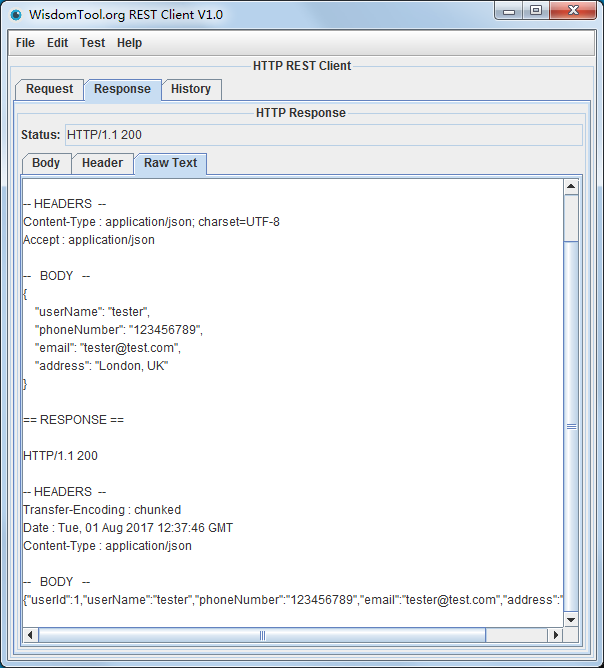 WisdomTool.org REST Client V1.0
File Edit Test Help
HTTP REST Client
Request Response History
HTTP Response
Status: HTTP/1.1 200
Body Header Raw Text
-- HEADERS --
Content-Type : application/json; charset=UTF-8
Accept : application/json
-- BODY --
{
"userName": "tester",
"phoneNumber": "123456789",
"email": "tester@test.com",
"address": "London, UK"
}
== RESPONSE ==
HTTP/1.1 200
-- HEADERS --
Transfer-Encoding : chunked
Date : Tue, 01 Aug 2017 12:37:46 GMT
Content-Type : application/json
-- BODY --
{"userId":1,"userName":"tester","phoneNumber":"123456789","email":"tester@test.com","address":"